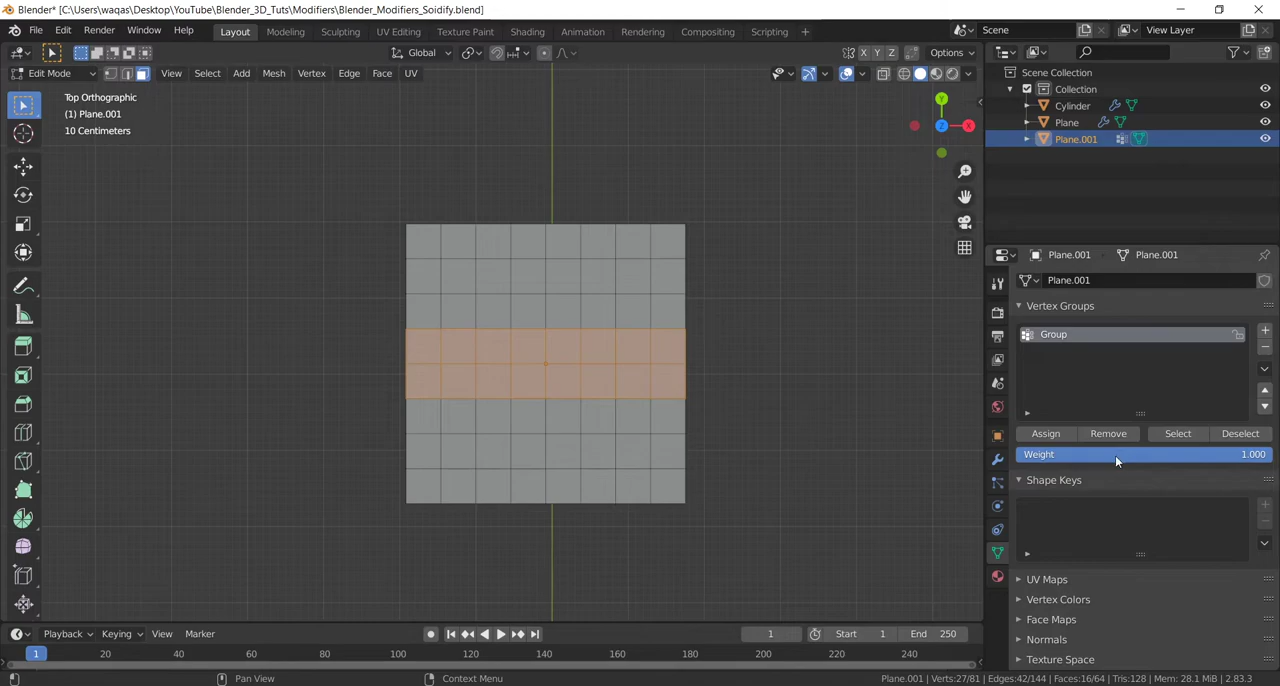 Blender* [C:\Users\waqas\Desktop\YouTube\Blender_3D_Tuts\Modifiers\Blender_Modifiers_Soidify.blend]
File Edit Render Window Help Layout Modeling Sculpting UV Editing Texture Paint Shading Animation Rendering Compositing Scripting + Scene View Layer
Global X Y Z Options
Edit Mode View Select Add Mesh Vertex Edge Face UV
Top Orthographic
(1) Plane.001
10 Centimeters
Y
Z X
Scene Collection
Collection
Cylinder
Plane
Plane.001
Plane.001 Plane.001
Plane.001
Vertex Groups
Group
Assign Remove Select Deselect
Weight 1.000
Shape Keys
UV Maps
Vertex Colors
Face Maps
Normals
Texture Space
Playback Keying View Marker 1 Start 1 End 250
1 20 40 60 80 100 120 140 160 180 200 220 240
Pan View Context Menu Plane.001 | Verts:27/81 | Edges:42/144 | Faces:16/64 | Tris:128 | Mem: 28.1 MiB | 2.83.3